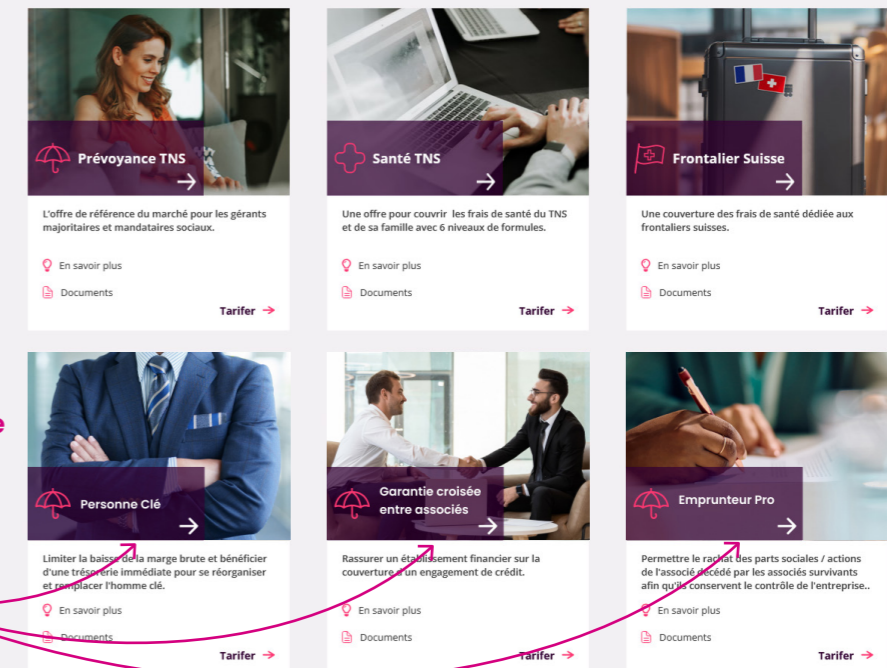 Prévoyance TNS
L'offre de référence du marché pour les gérants
majoritaires et mandataires sociaux.
En savoir plus
Documents
Tarifer
Santé TNS
Une offre pour couvrir les frais de santé du TNS
et de sa famille avec 6 niveaux de formules.
En savoir plus
Documents
Tarifer
Frontalier Suisse
Une couverture des frais de santé dédiée aux
frontaliers suisses.
En savoir plus
Documents
Tarifer
e
Personne Clé
Limiter la baisse de la marge brute et bénéficier
d'une trésorerie immédiate pour se réorganiser
et remplacer l'homme clé.
En savoir plus
Documents
Tarifer
Garantie croisée
entre associés
Rassurer un établissement financier sur la
couverture d'un engagement de crédit.
En savoir plus
Documents
Tarifer
Emprunteur Pro
Permettre le rachat des parts sociales / actions
de l'associé décédé par les associés survivants
afin qu'ils conservent le contrôle de l'entreprise..
En savoir plus
Documents
Tarifer